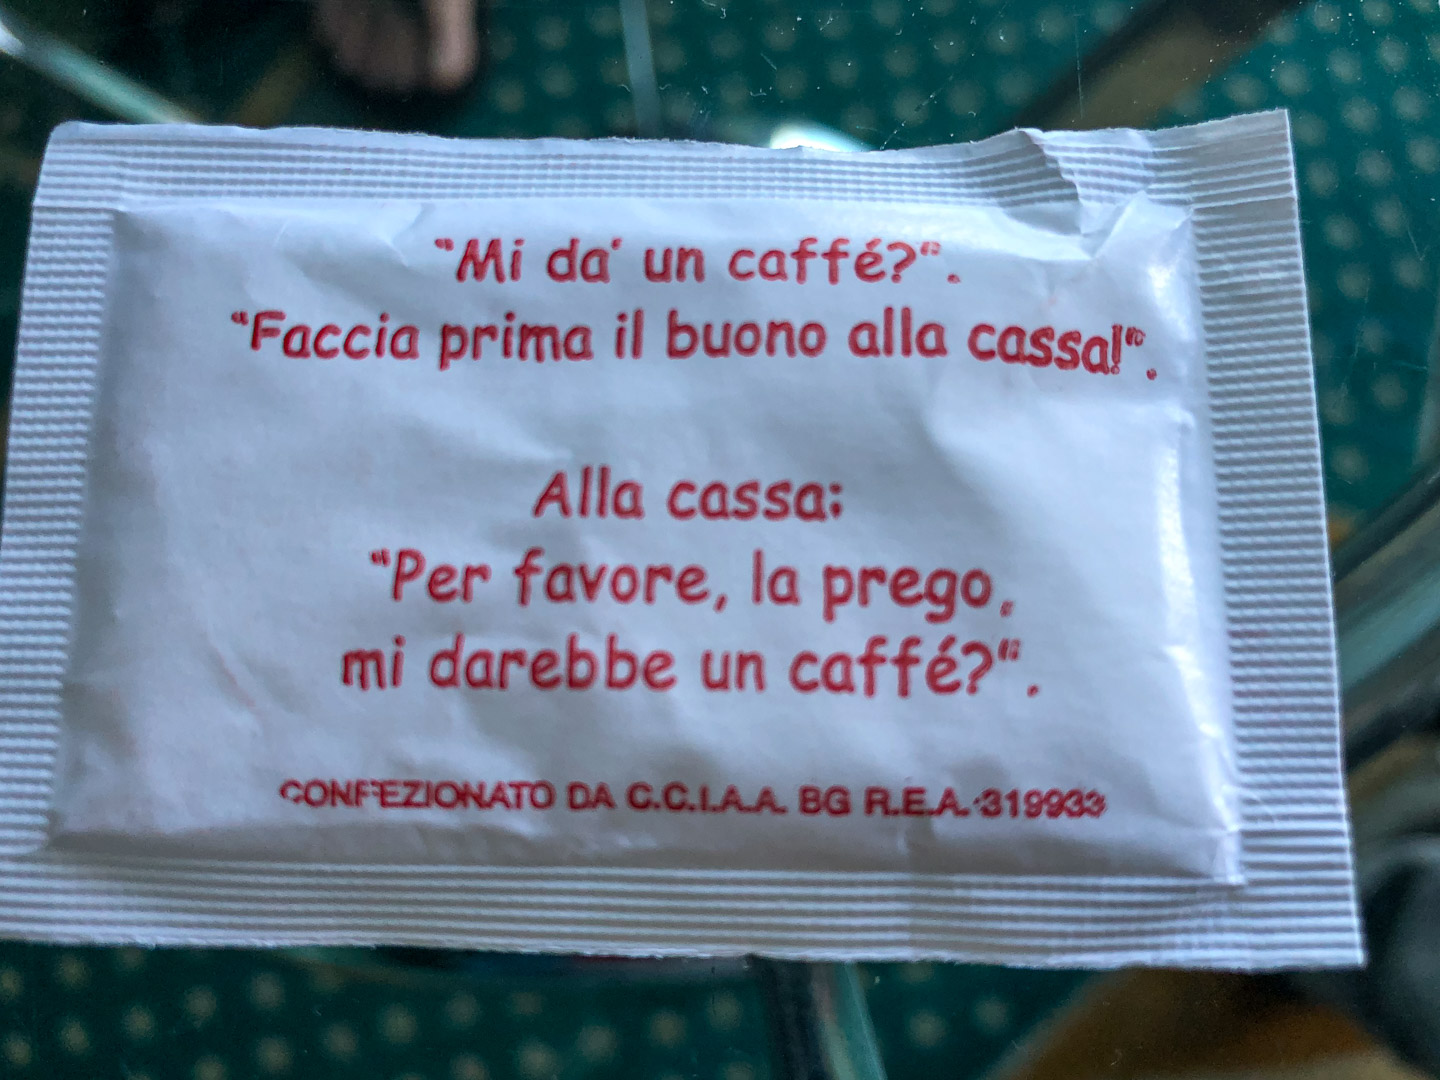 “Mi da‘ un caffé?“.
“Faccia prima il buono alla cassa!“.
Alla cassa:
“Per favore, la prego,
mi darebbe un caffé?“.
CONFEZIONATO DA C.C.I.A.A. BG R.E.A. 319933